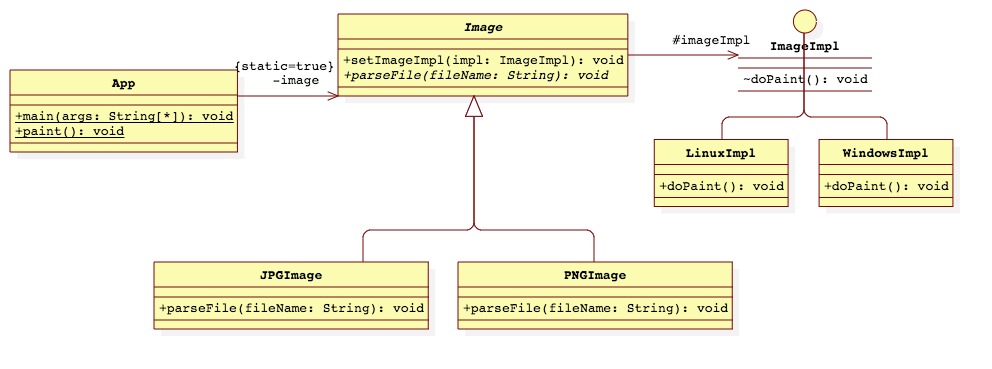 Image
+setImageImpl(impl: ImageImpl): void
+parseFile(fileName: String): void
#imageImpl
ImageImpl
~doPaint(): void
{static=true}
-image
App
+main(args: String[*]): void
+paint(): void
LinuxImpl
+doPaint(): void
WindowsImpl
+doPaint(): void
JPGImage
+parseFile(fileName: String): void
PNGImage
+parseFile(fileName: String): void